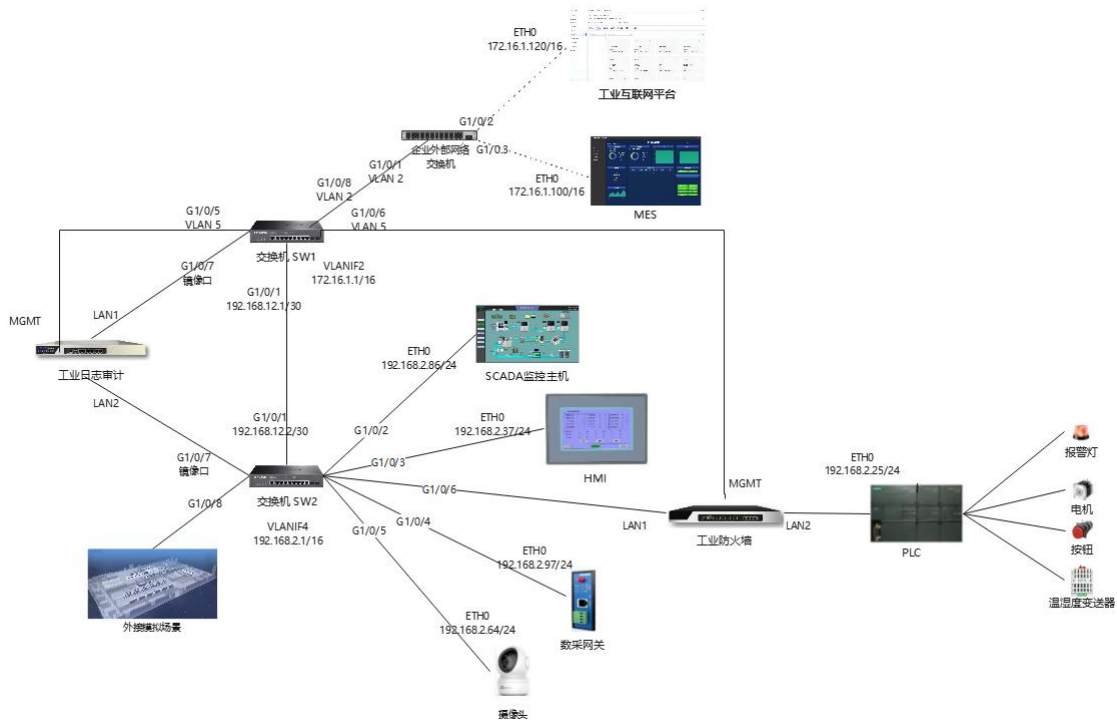 ETH0
172.16.1.120/16
工业互联网平台
G1/0/2
企业外部网络
交换机
G1/0.3
G1/0/1
VLAN 2
G1/0/8
VLAN 2
ETH0
172.16.1.100/16
MES
G1/0/5
VLAN 5
G1/0/6
VLAN 5
交换机 SW1
G1/0/7
镜像口
VLANIF2
172.16.1.1/16
G1/0/1
192.168.12.1/30
MGMT
LAN1
工业日志审计
LAN2
ETH0
192.168.2.86/24
SCADA监控主机
G1/0/1
192.168.12.2/30
G1/0/2
ETH0
192.168.2.37/24
HMI
G1/0/7
镜像口
G1/0/3
交换机 SW2
G1/0/8
G1/0/6
VLANIF4
192.168.2.1/16
G1/0/5
G1/0/4
MGMT
LAN1
工业防火墙
LAN2
ETH0
192.168.2.25/24
PLC
报警灯
电机
按钮
温湿度变送器
外接模拟场景
ETH0
192.168.2.97/24
数采网关
ETH0
192.168.2.64/24
摄像头